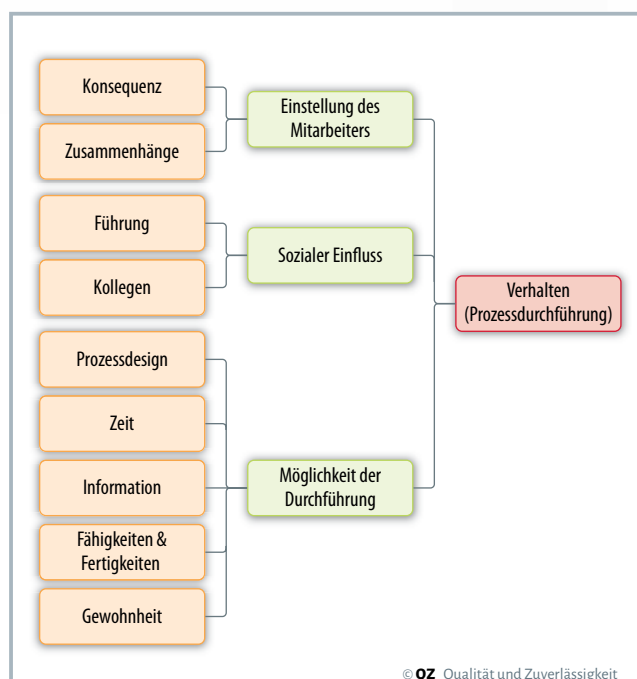 Konsequenz
Zusammenhänge
Einstellung des
Mitarbeiters
Führung
Kollegen
Sozialer Einfluss
Prozessdesign
Zeit
Information
Fähigkeiten &
Fertigkeiten
Gewohnheit
Möglichkeit der
Durchführung
Verhalten
(Prozessdurchführung)
© QZ Qualität und Zuverlässigkeit